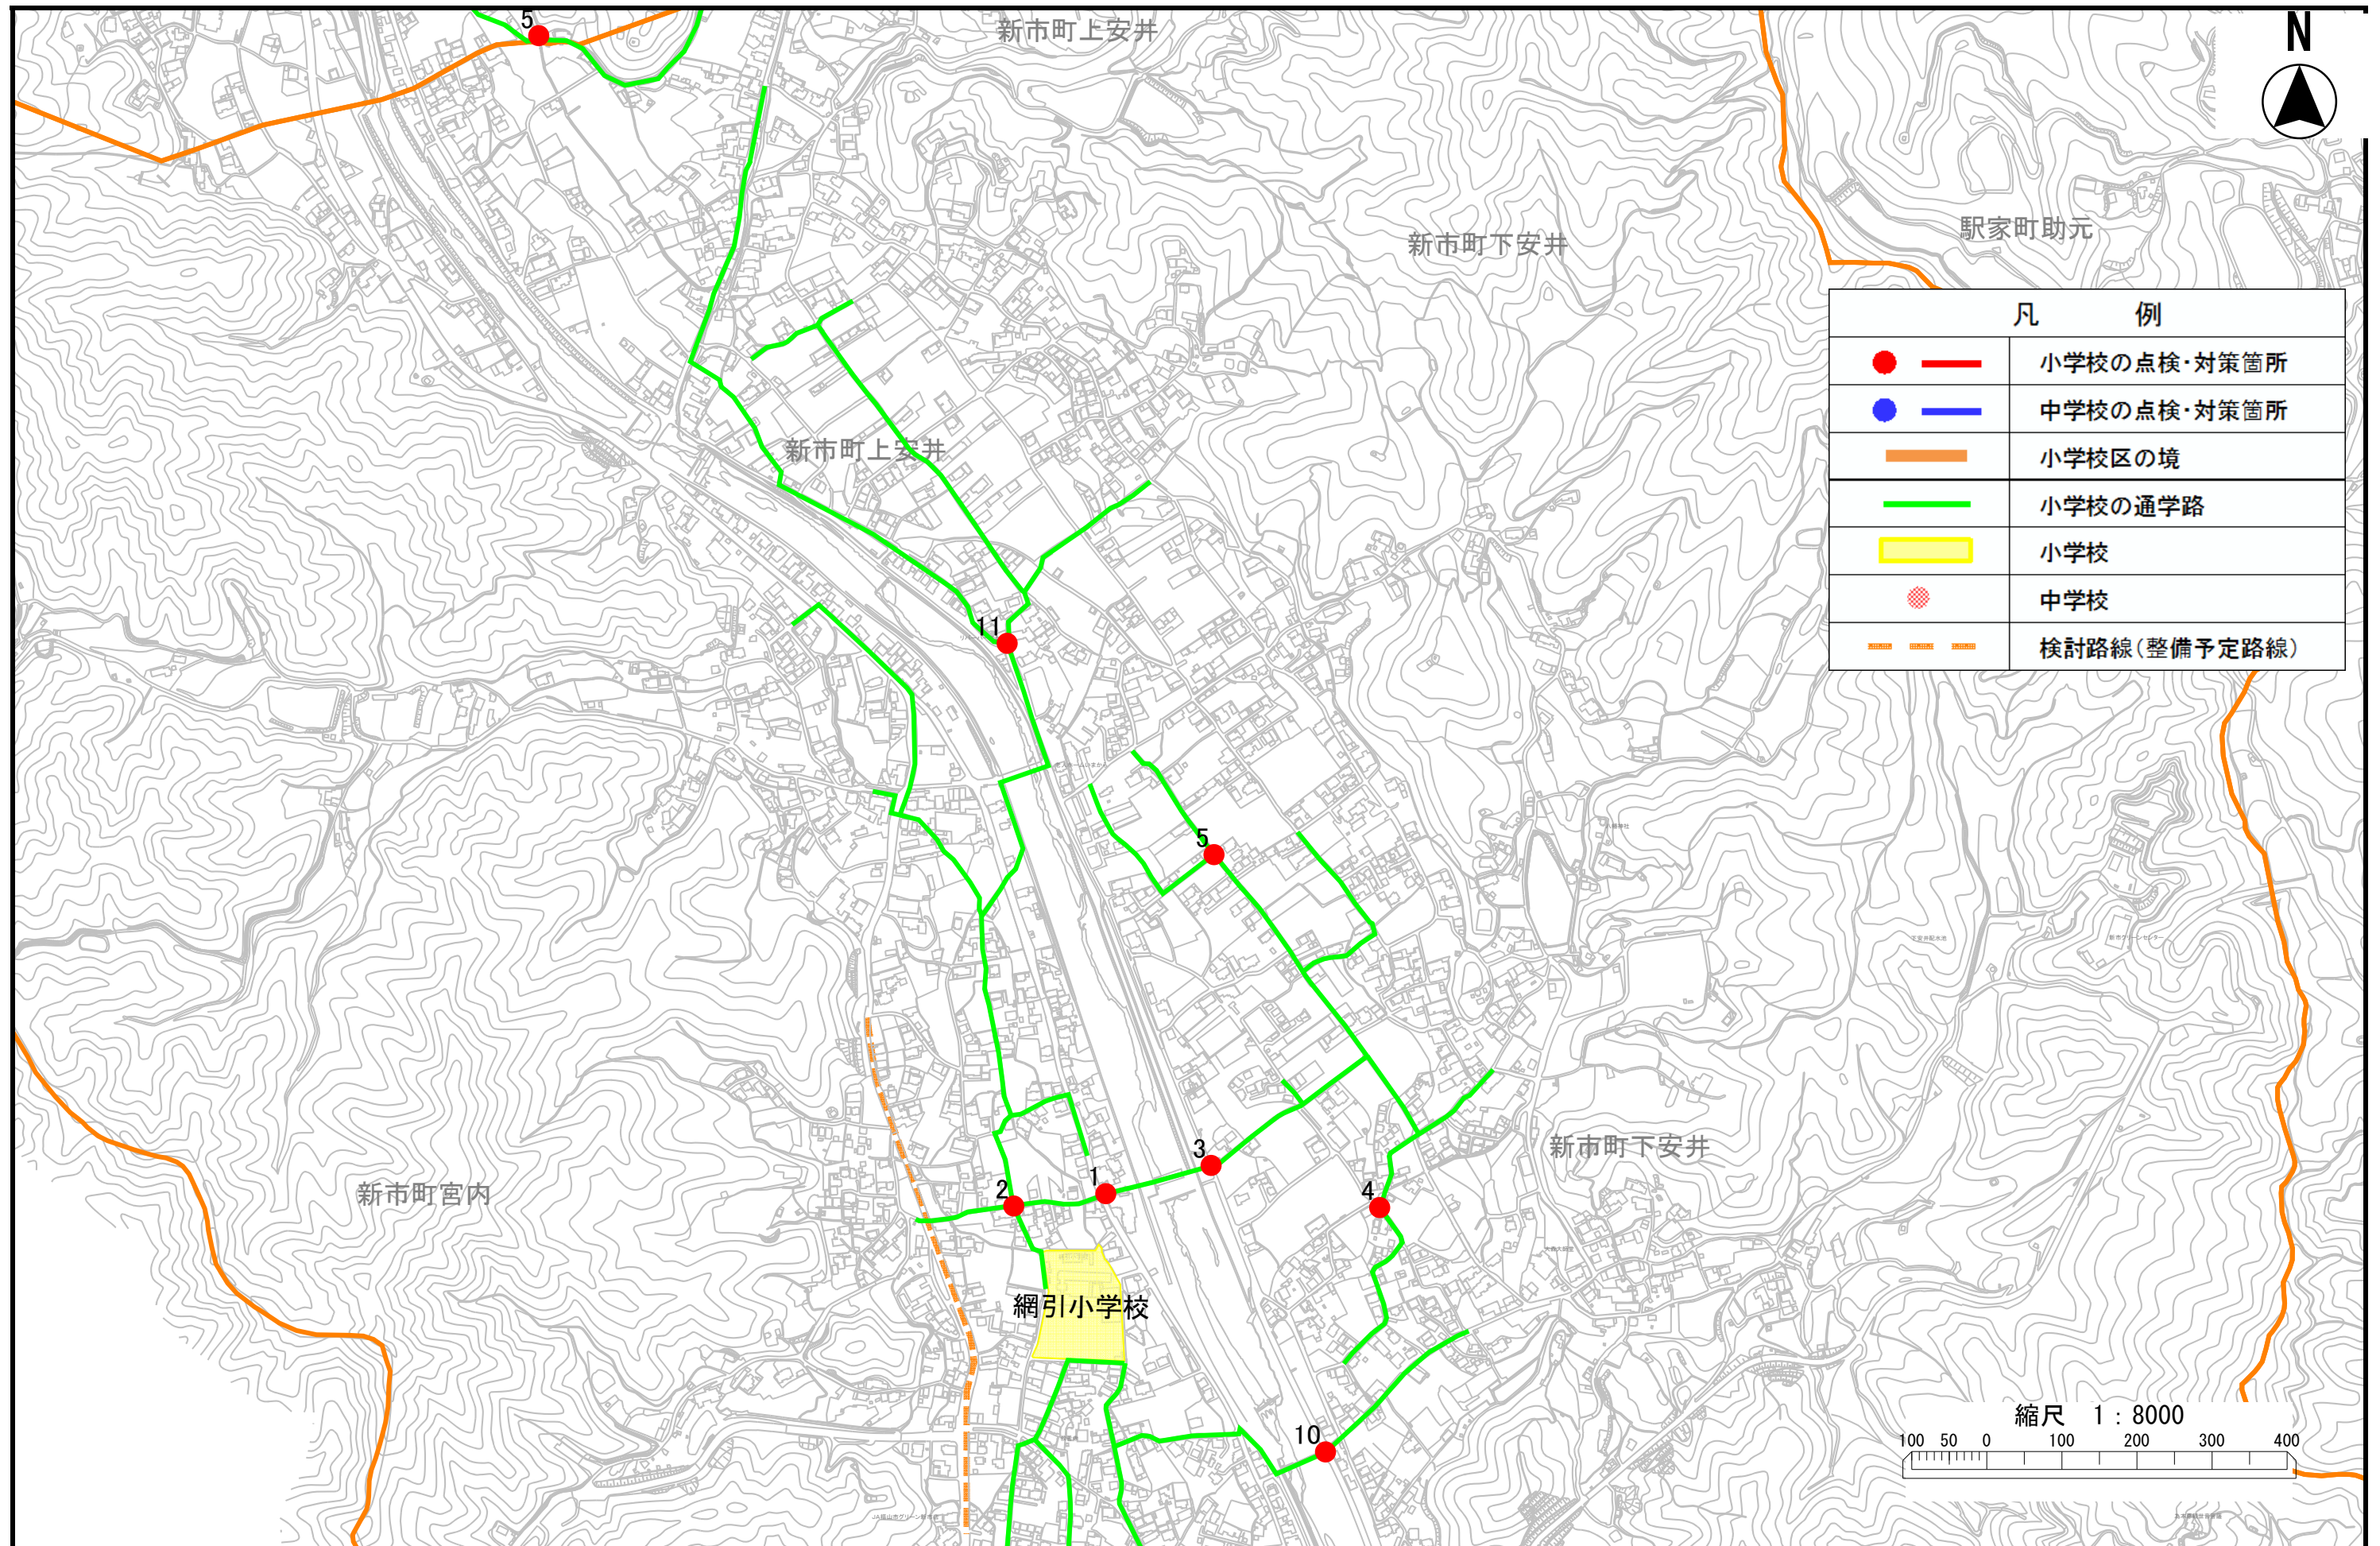 5
新市町上安井
N
新市町下安井
駅家町助元
凡 例
小学校の点検・対策箇所
中学校の点検・対策箇所
小学校区の境
小学校の通学路
小学校
中学校
検討路線（整備予定路線）
新市町上安井
11
5
3
新市町下安井
1
2
4
新市町宮内
網引小学校
10
縮尺 1：8000
100 50 0 100 200 300 400